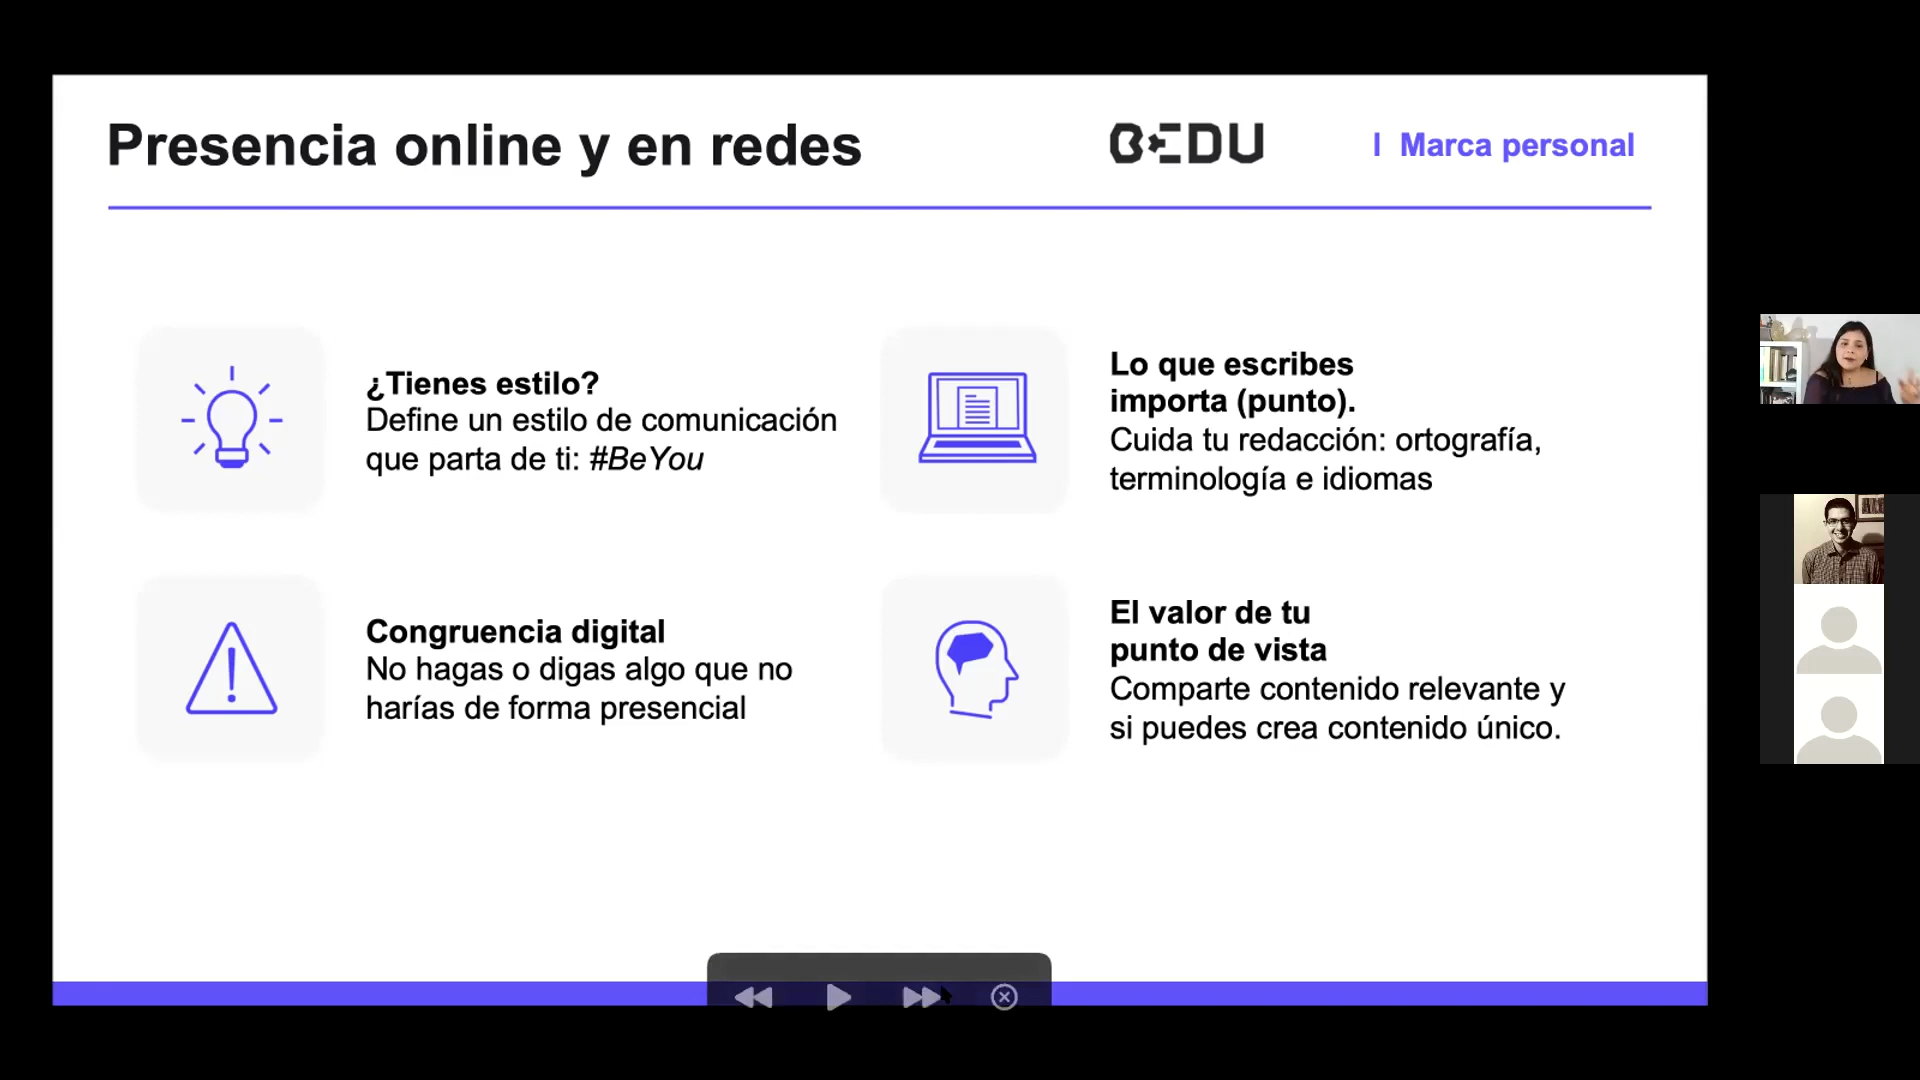 Presencia online y en redes
BEDU
| Marca personal
¿Tienes estilo?
Define un estilo de comunicación
que parta de ti: #BeYou
Lo que escribes
importa (punto).
Cuida tu redacción: ortografía,
terminología e idiomas
Congruencia digital
No hagas o digas algo que no
harías de forma presencial
El valor de tu
punto de vista
Comparte contenido relevante y
si puedes crea contenido único.